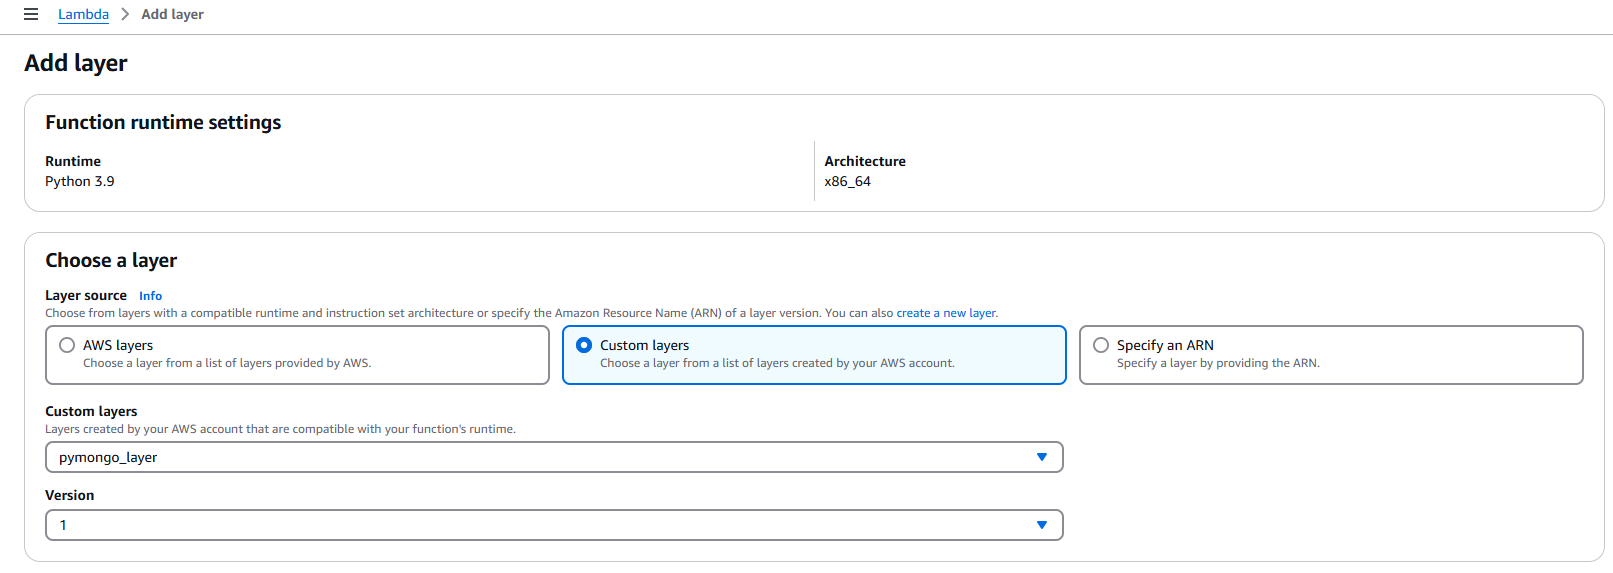 Lambda > Add layer
Add layer
Function runtime settings
Runtime
Python 3.9
Architecture
x86_64
Choose a layer
Layer source Info
Choose from layers with a compatible runtime and instruction set architecture or specify the Amazon Resource Name (ARN) of a layer version. You can also create a new layer.
AWS layers
Choose a layer from a list of layers provided by AWS.
Custom layers
Choose a layer from a list of layers created by your AWS account.
Specify an ARN
Specify a layer by providing the ARN.
Custom layers
Layers created by your AWS account that are compatible with your function's runtime.
pymongo_layer
Version
1